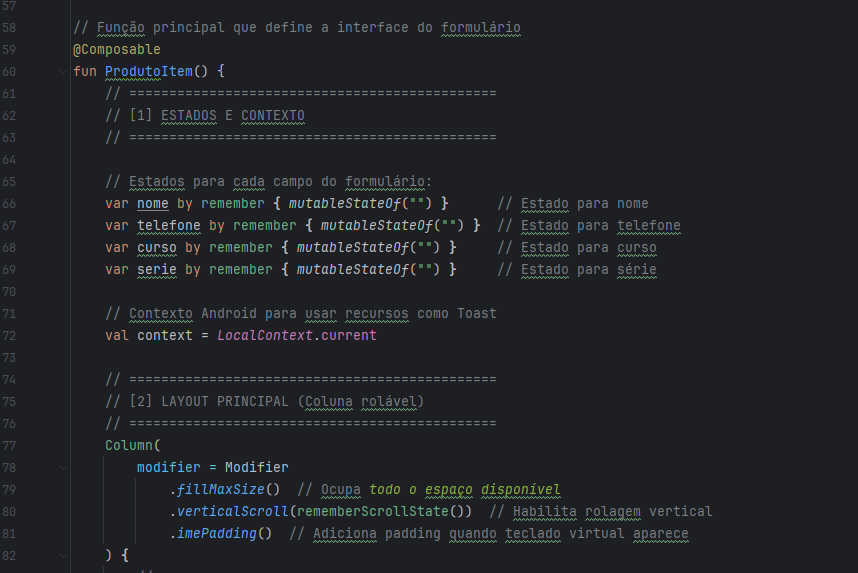 57
58 // Função principal que define a interface do formulário
59 @Composable
60 fun ProdutoItem() {
61 // ==============================================
62 // [1] ESTADOS E CONTEXTO
63 // ==============================================
64
65 // Estados para cada campo do formulário:
66 var nome by remember { mutableStateOf("") } // Estado para nome
67 var telefone by remember { mutableStateOf("") } // Estado para telefone
68 var curso by remember { mutableStateOf("") } // Estado para curso
69 var serie by remember { mutableStateOf("") } // Estado para série
70
71 // Contexto Android para usar recursos como Toast
72 val context = LocalContext.current
73
74 // ==============================================
75 // [2] LAYOUT PRINCIPAL (Coluna rolável)
76 // ==============================================
77 Column(
78 modifier = Modifier
79 .fillMaxSize() // Ocupa todo o espaço disponível
80 .verticalScroll(rememberScrollState()) // Habilita rolagem vertical
81 .imePadding() // Adiciona padding quando teclado virtual aparece
82 ) {